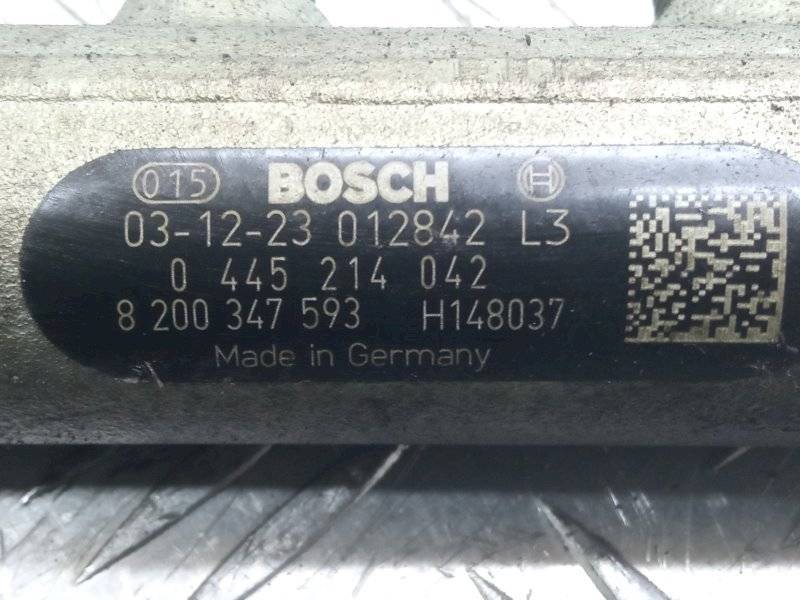 015 BOSCH H
03-12-23 012842 L3
0 445 214 042
8 200 347 593 H148037
Made in Germany